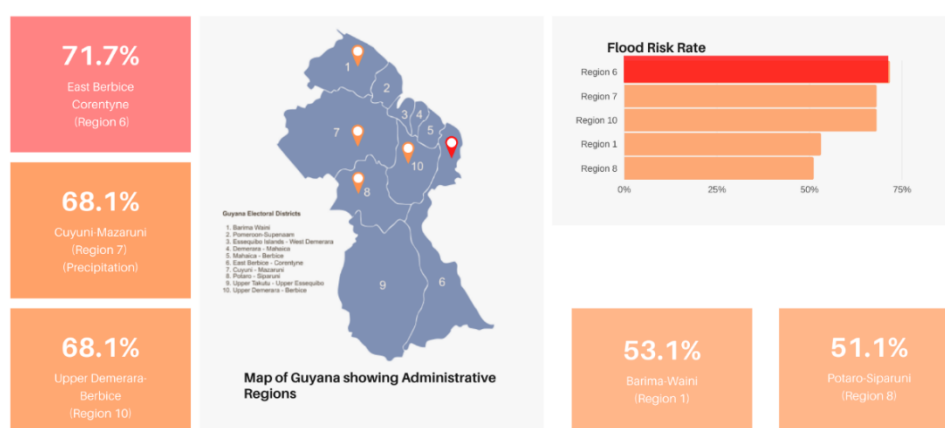 71.7%
East Berbice
Corentyne
(Region 6)
68.1%
Cuyuni-Mazaruni
(Region 7)
(Precipitation)
68.1%
Upper Demerara-
Berbice
(Region 10)
1
2
3
4
5
7
10
8
9
6
Guyana Electoral Districts
1. Barima Waini
2. Pomeroon-Supenaam
3. Essequibo Islands - West Demerara
4. Demerara - Mahaica
5. Mahaica - Berbice
6. East Berbice - Corentyne
7. Cuyuni - Mazaruni
8. Potaro - Siparuni
9. Upper Takutu - Upper Essequibo
10. Upper Demerara - Berbice
Map of Guyana showing Administrative
Regions
Flood Risk Rate
Region 6
Region 7
Region 10
Region 1
Region 8
0%
25%
50%
75%
53.1%
Barima-Waini
(Region 1)
51.1%
Potaro-Siparuni
(Region 8)